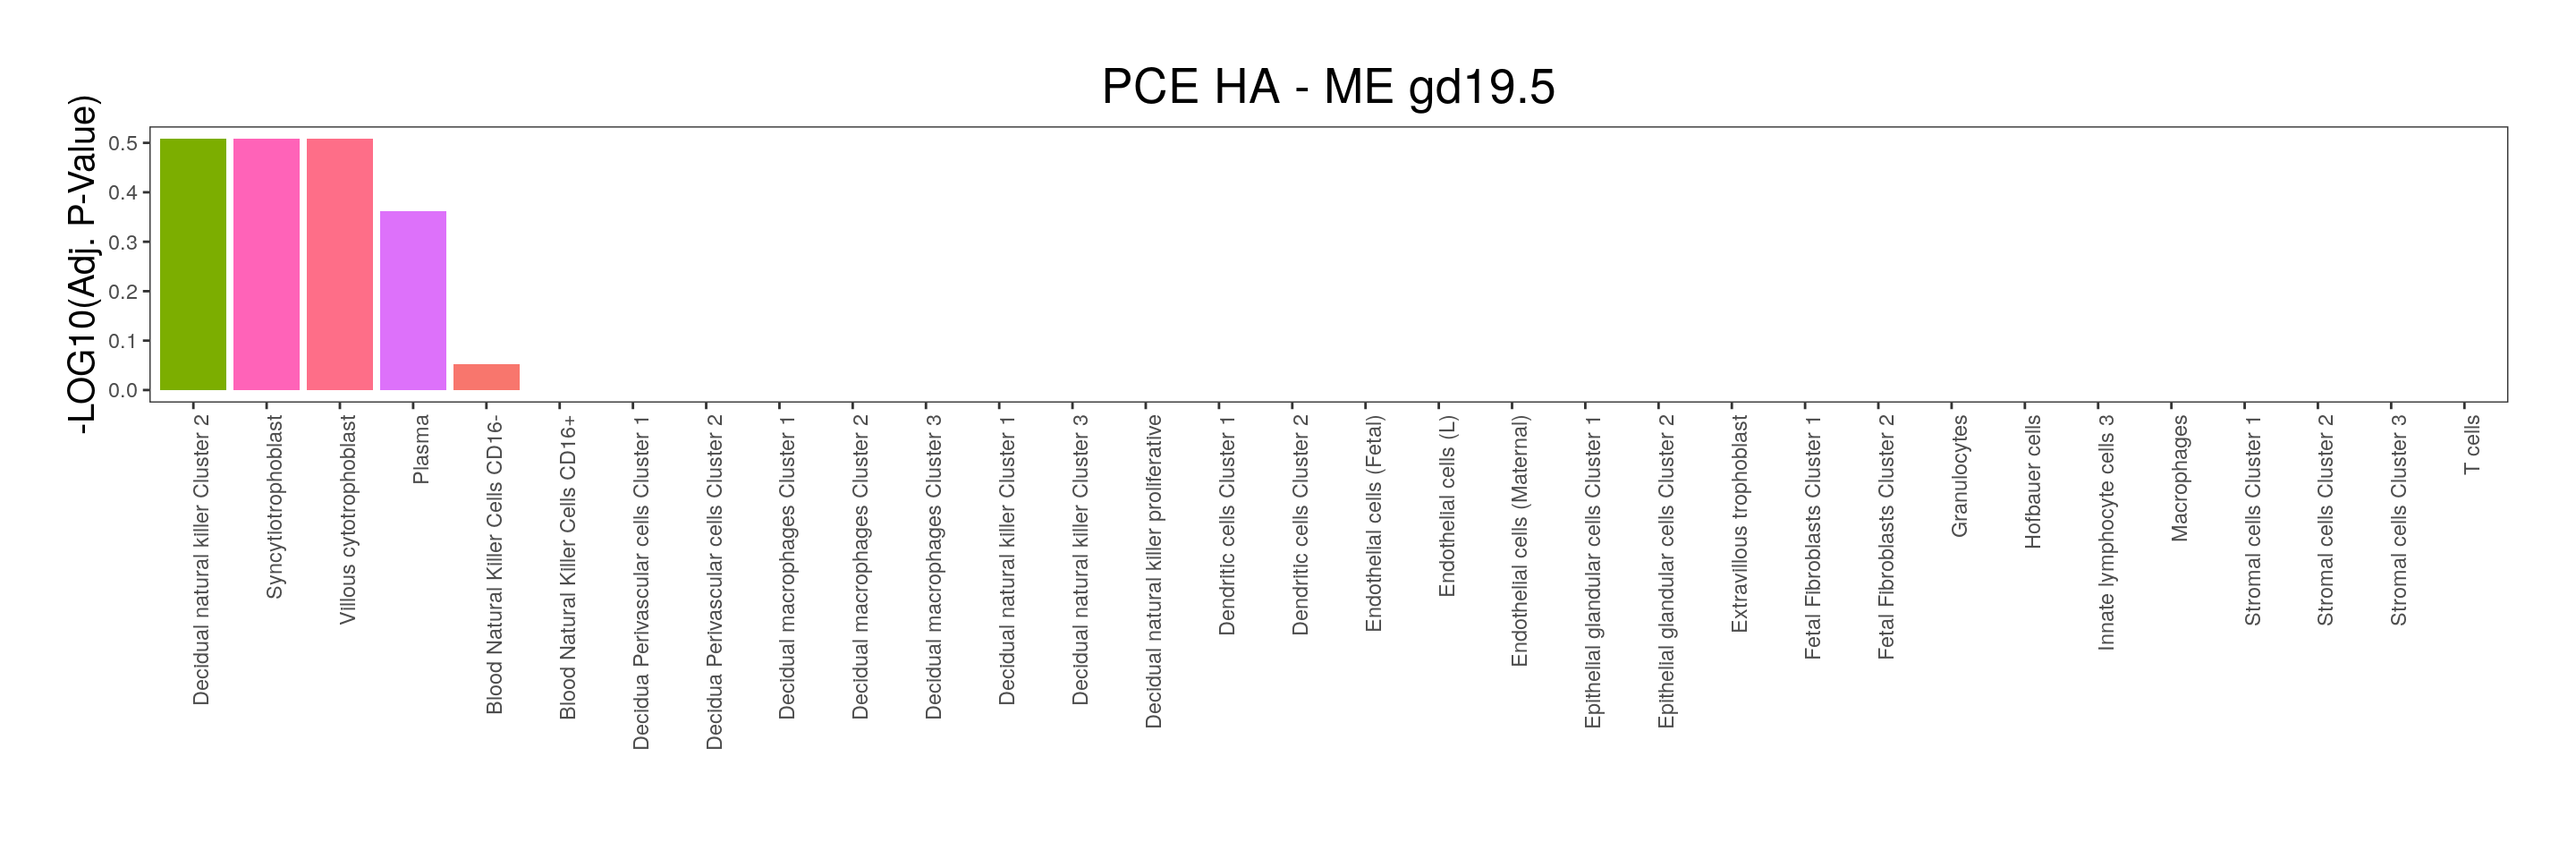 PCE HA - ME gd19.5
-LOG10(Adj. P-Value)
0.5
0.4
0.3
0.2
0.1
0.0
Decidual natural killer Cluster 2
Syncytiotrophoblast
Villous cytotrophoblast
Plasma
Blood Natural Killer Cells CD16-
Blood Natural Killer Cells CD16+
Decidua Perivascular cells Cluster 1
Decidua Perivascular cells Cluster 2
Decidual macrophages Cluster 1
Decidual macrophages Cluster 2
Decidual macrophages Cluster 3
Decidual natural killer Cluster 1
Decidual natural killer Cluster 3
Decidual natural killer proliferative
Dendritic cells Cluster 1
Dendritic cells Cluster 2
Endothelial cells (Fetal)
Endothelial cells (L)
Endothelial cells (Maternal)
Epithelial glandular cells Cluster 1
Epithelial glandular cells Cluster 2
Extravillous trophoblast
Fetal Fibroblasts Cluster 1
Fetal Fibroblasts Cluster 2
Granulocytes
Hofbauer cells
Innate lymphocyte cells 3
Macrophages
Stromal cells Cluster 1
Stromal cells Cluster 2
Stromal cells Cluster 3
T cells